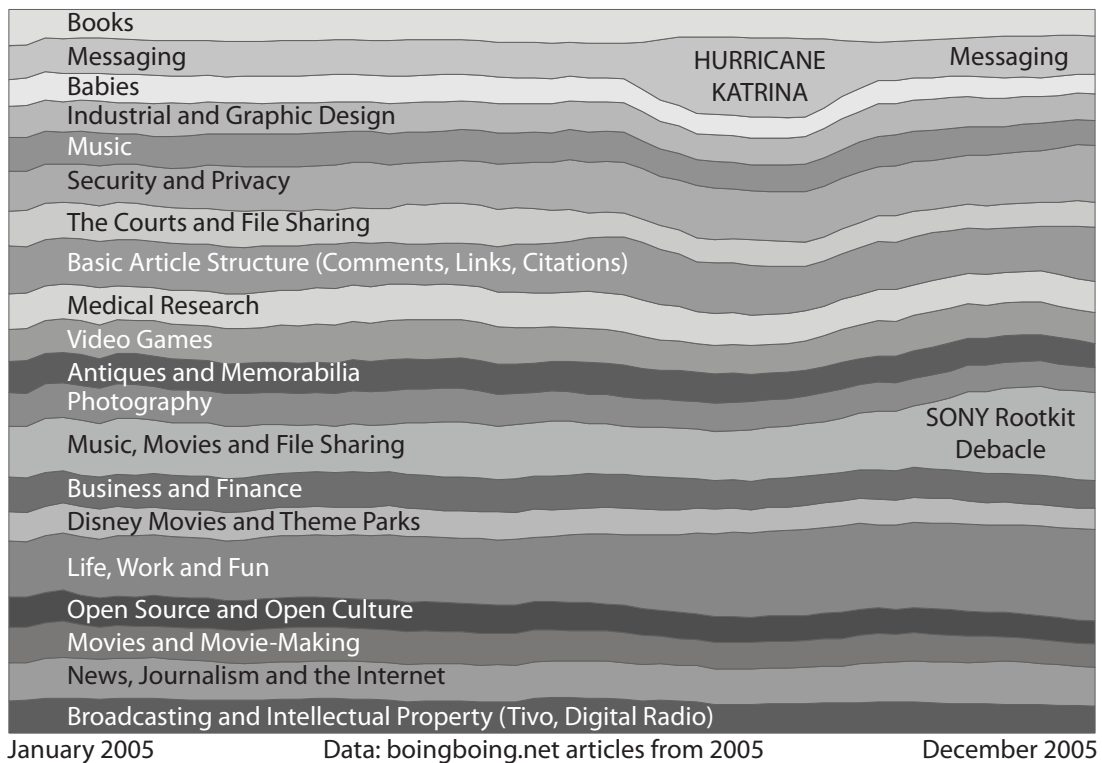 Books
Messaging
HURRICANE
KATRINA
Messaging
Babies
Industrial and Graphic Design
Music
Security and Privacy
The Courts and File Sharing
Basic Article Structure (Comments, Links, Citations)
Medical Research
Video Games
Antiques and Memorabilia
Photography
Music, Movies and File Sharing
SONY Rootkit
Debacle
Business and Finance
Disney Movies and Theme Parks
Life, Work and Fun
Open Source and Open Culture
Movies and Movie-Making
News, Journalism and the Internet
Broadcasting and Intellectual Property (Tivo, Digital Radio)
January 2005
Data: boingboing.net articles from 2005
December 2005